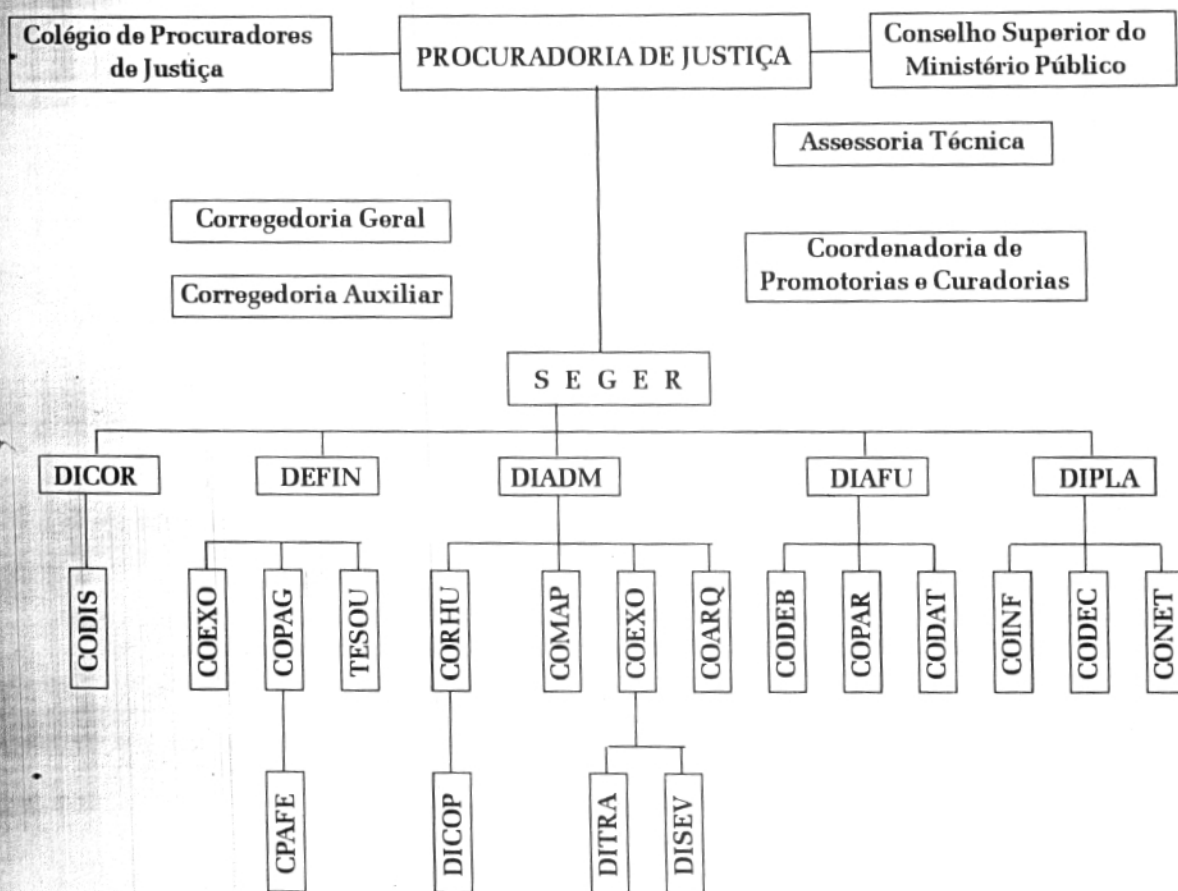 Colégio de Procuradores
de Justiça
PROCURADORIA DE JUSTIÇA
Conselho Superior do
Ministério Público
Assessoria Técnica
Corregedoria Geral
Coordenadoria de
Promotorias e Curadorias
Corregedoria Auxiliar
S E G E R
DICOR
DEFIN
DIADM
DIAFU
DIPLA
CODIS
COEXO
COPAG
TESOU
CORHU
COMAP
COEXO
COARQ
CODEB
COPAR
CODAT
COINF
CODEC
CONET
CPAFE
DICOP
DITRA
DISEV